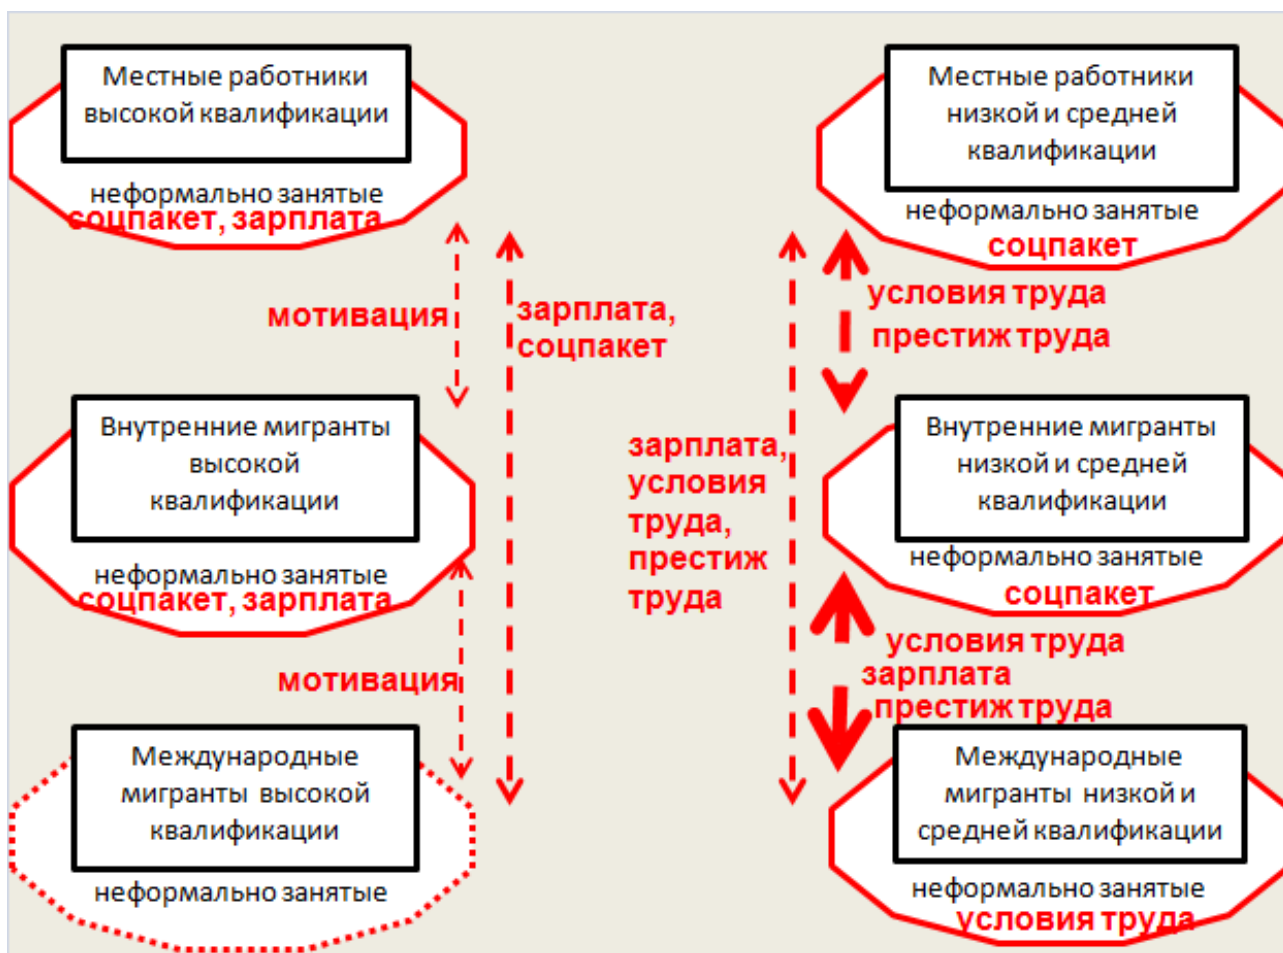 Местные работники
высокой квалификации
неформально занятые
соцпакет, зарплата
мотивация
зарплата,
соцпакет
Внутренние мигранты
высокой
квалификации
неформально занятые
соцпакет, зарплата
мотивация
Международные
мигранты высокой
квалификации
неформально занятые
Местные работники
низкой и средней
квалификации
неформально занятые
соцпакет
условия труда
престиж труда
зарплата,
условия
труда,
престиж
труда
Внутренние мигранты
низкой и средней
квалификации
неформально занятые
соцпакет
условия труда
зарплата
престиж труда
Международные
мигранты низкой и
средней квалификации
неформально занятые
условия труда